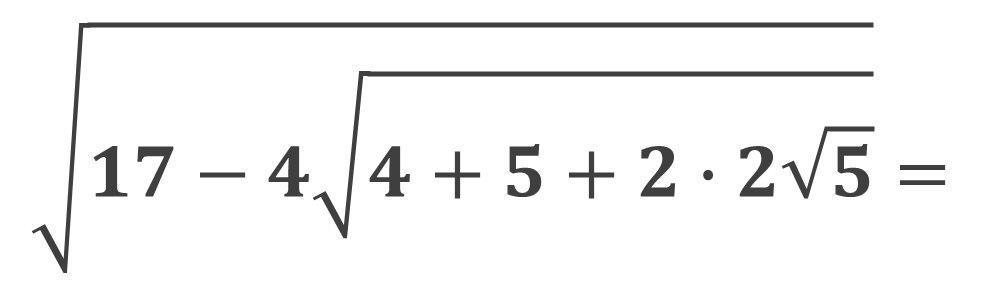 √(17 − 4√(4 + 5 + 2 · 2√5)) =